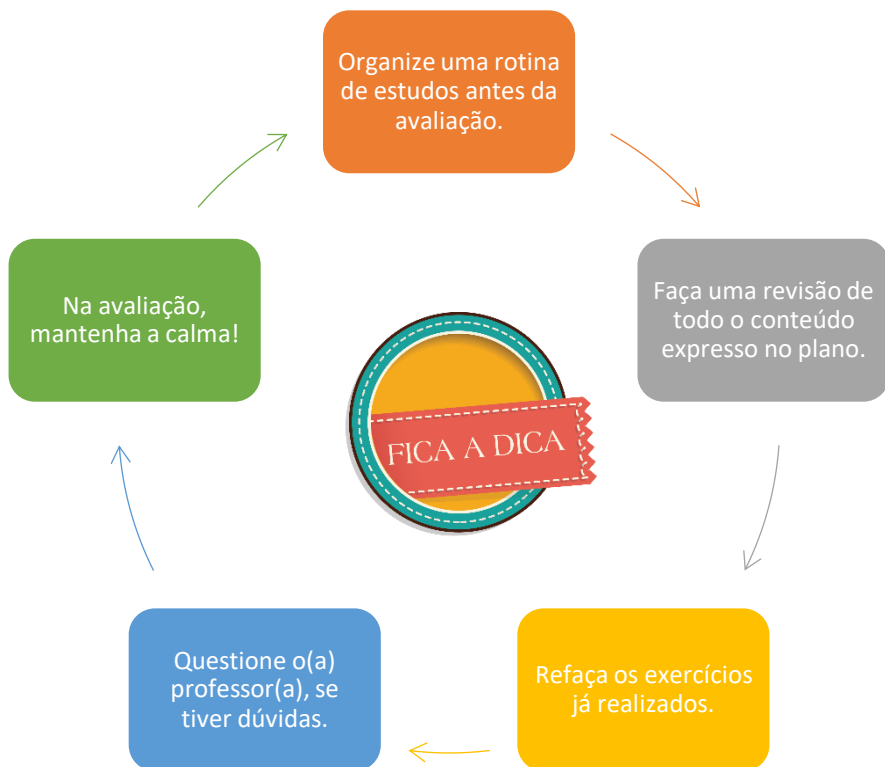 Organize uma rotina
de estudos antes da
avaliação.
Faça uma revisão de
todo o conteúdo
expresso no plano.
Refaça os exercícios
já realizados.
Questione o(a)
professor(a), se
tiver dúvidas.
Na avaliação,
mantenha a calma!
FICA A DICA